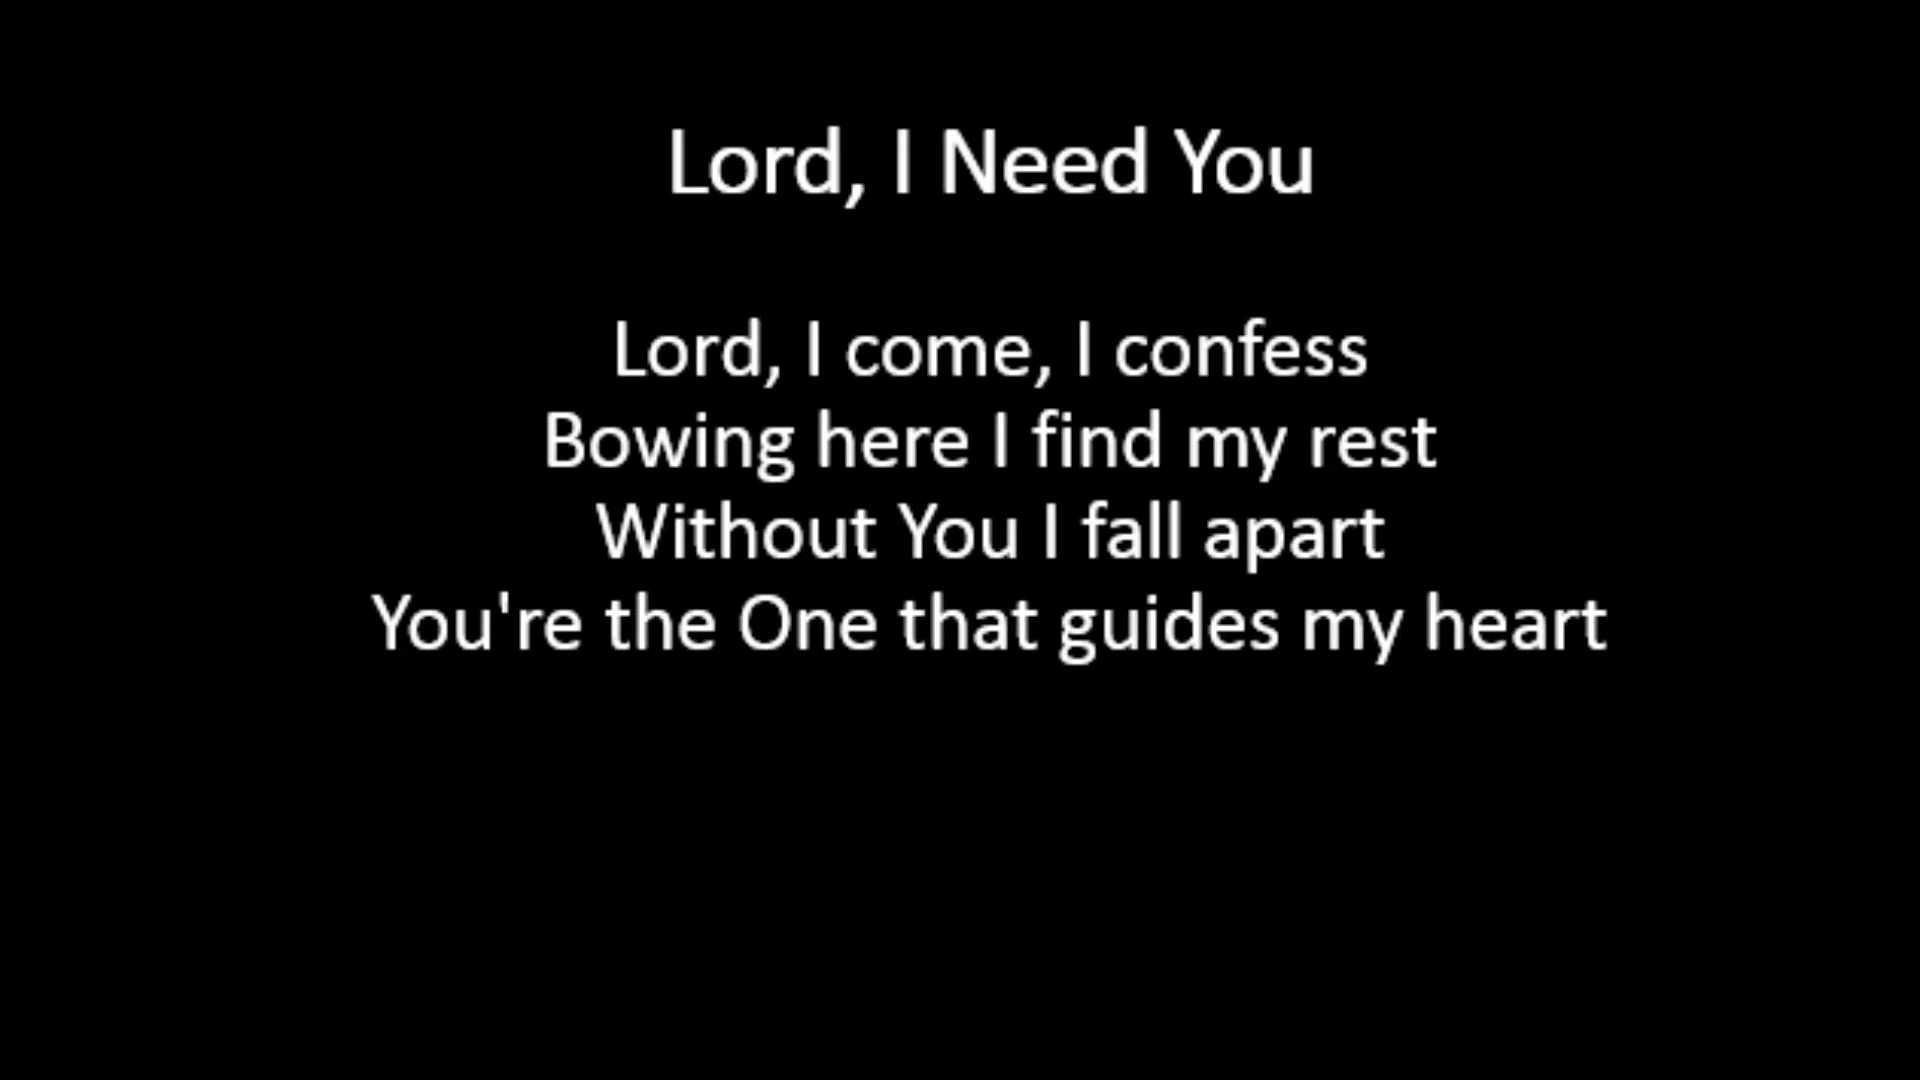 Lord, I Need You
Lord, I come, I confess
Bowing here I find my rest
Without You I fall apart
You're the One that guides my heart